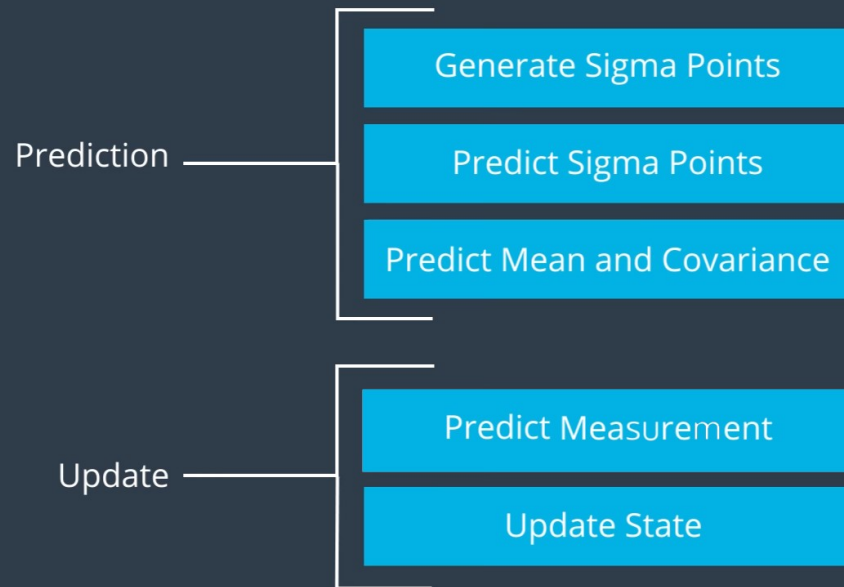 Prediction
Generate Sigma Points
Predict Sigma Points
Predict Mean and Covariance
Update
Predict Measurement
Update State